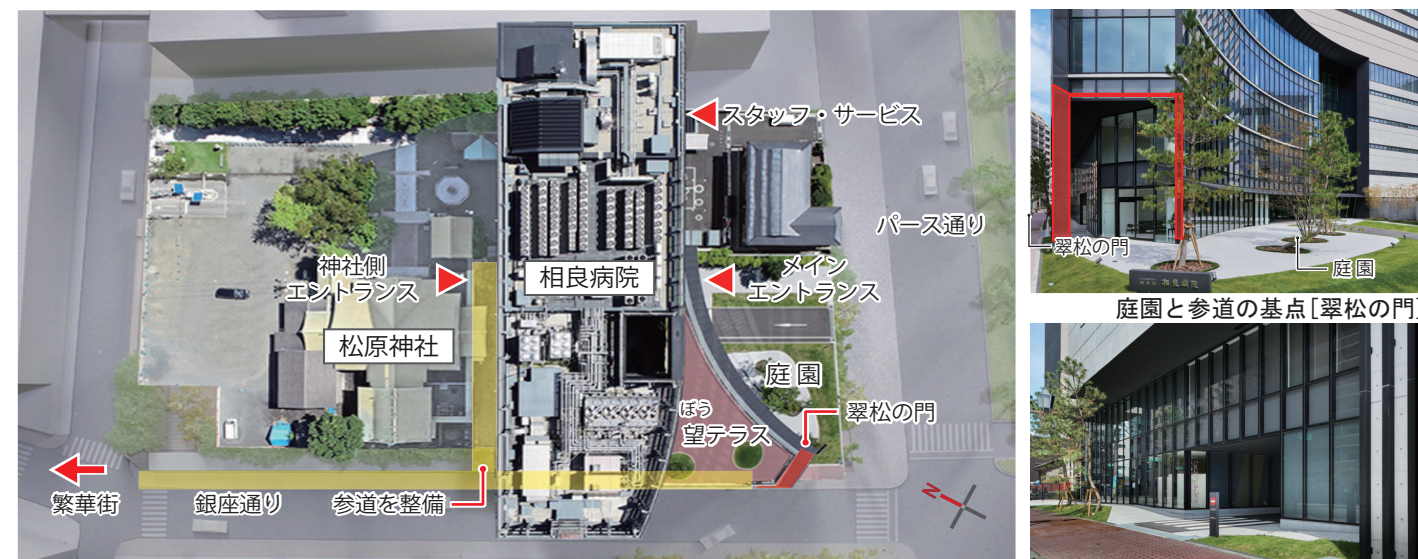 スタッフ・サービス
パース通り
神社側
エントランス
相良病院
メイン
エントランス
松原神社
庭園
ぼう
望テラス
翠松の門
繁華街
銀座通り
参道を整備
N
翠松の門
庭園
相良病院
庭園と参道の基点[翠松の門]